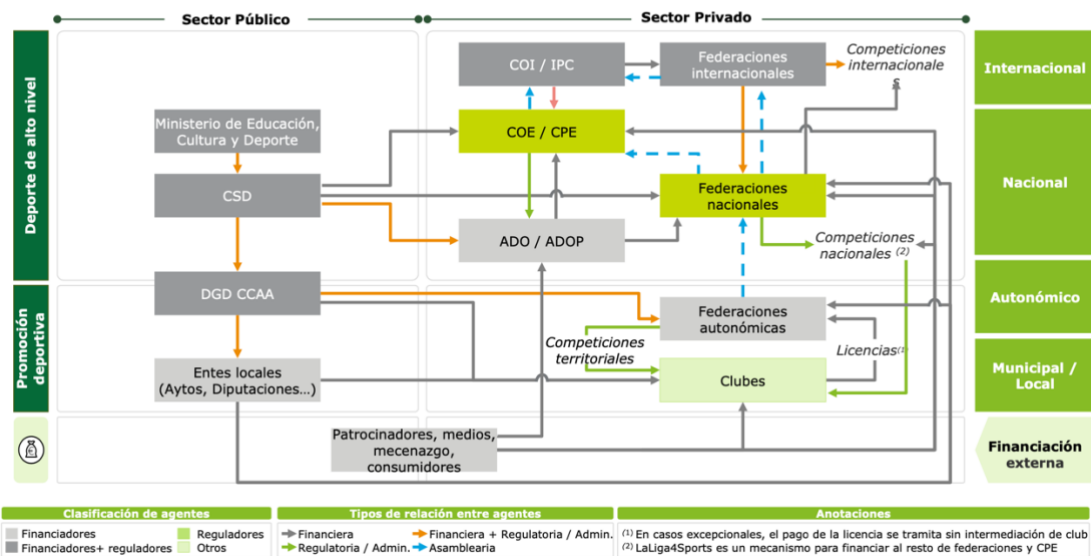 Sector Público
Sector Privado
Deporte de alto nivel
Promoción
deportiva
COI / IPC
Federaciones
internacionales
Competiciones
internacionale
s
Internacional
Ministerio de Educación,
Cultura y Deporte
COE / CPE
CSD
Federaciones
nacionales
Nacional
ADO / ADOP
Competiciones
nacionales (2)
DGD CCAA
Federaciones
autonómicas
Autonómico
Competiciones
territoriales
Licencias(1)
Entes locales
(Aytos, Diputaciones...)
Clubes
Municipal /
Local
Patrocinadores, medios,
mecenazgo,
consumidores
Financiación
externa
Clasificación de agentes
Financiadores
Reguladores
Financiadores+ reguladores
Otros
Tipos de relación entre agentes
Financiera
Financiera + Regulatoria / Admin.
Regulatoria / Admin.
Asamblearia
Anotaciones
(1) En casos excepcionales, el pago de la licencia se tramita sin intermediación de club
(2) LaLiga4Sports es un mecanismo para financiar al resto de federaciones y CPE